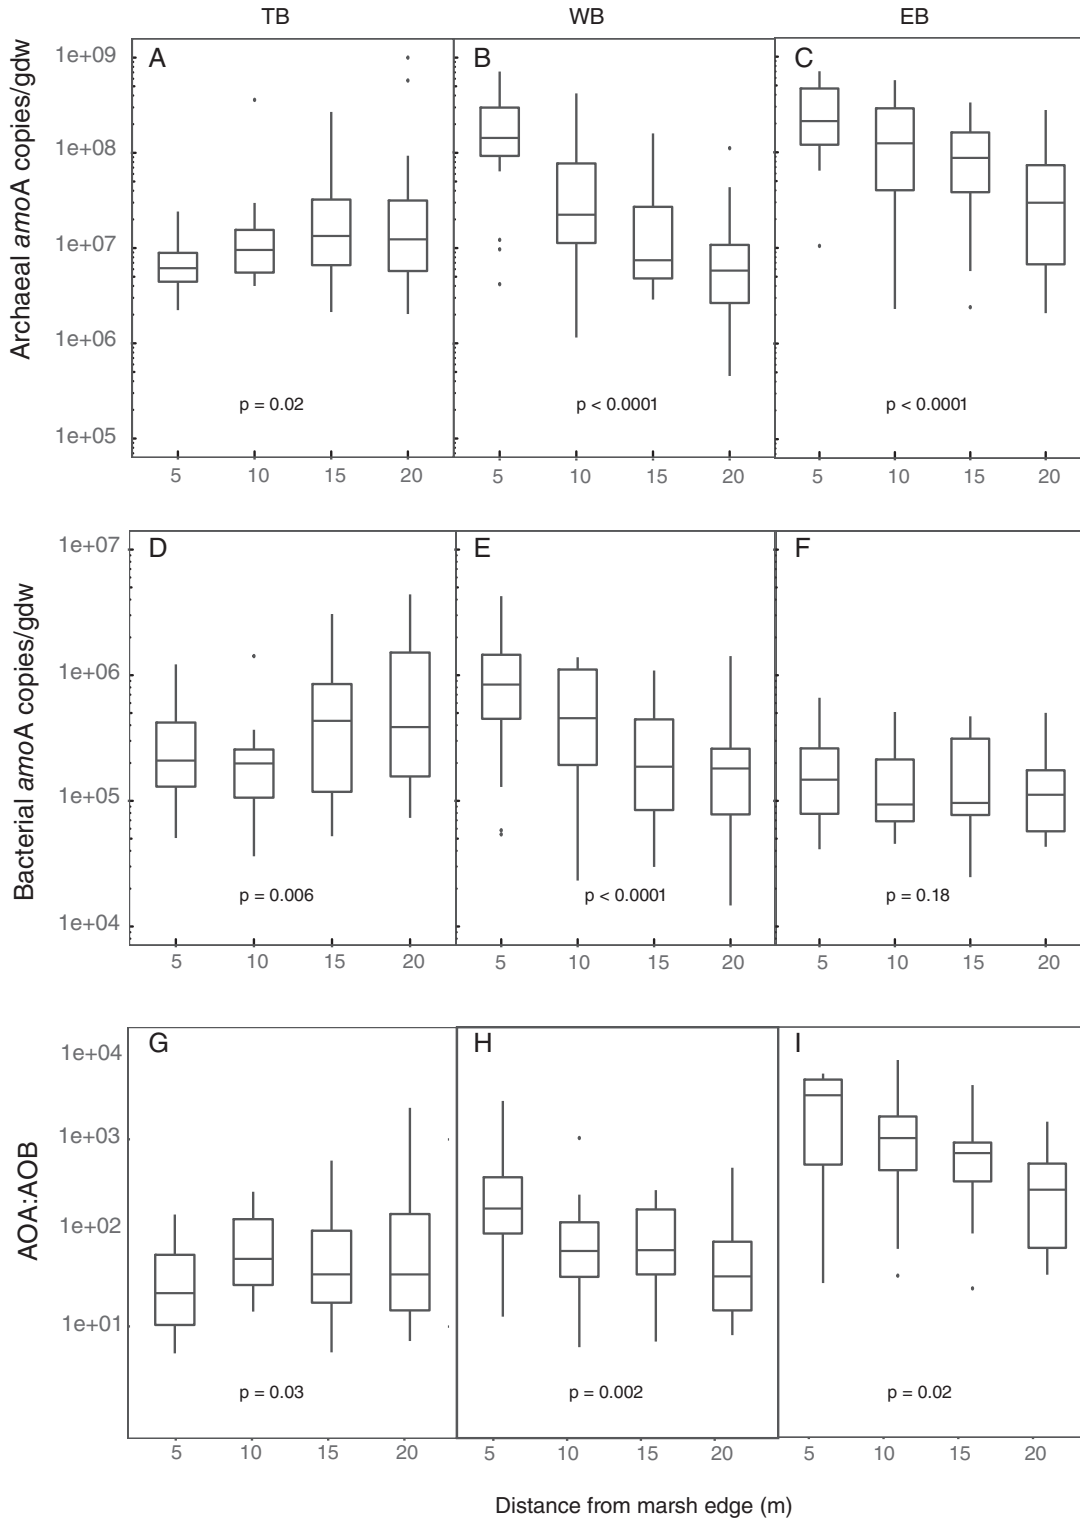 TB WB EB
Archaeal amoA copies/gdw
A B C
1e+09
1e+08
1e+07
1e+06
1e+05
p = 0.02 p < 0.0001 p < 0.0001
5 10 15 20 5 10 15 20 5 10 15 20
Bacterial amoA copies/gdw
D E F
1e+07
1e+06
1e+05
1e+04
p = 0.006 p < 0.0001 p = 0.18
5 10 15 20 5 10 15 20 5 10 15 20
AOA:AOB
G H I
1e+04
1e+03
1e+02
1e+01
p = 0.03 p = 0.002 p = 0.02
5 10 15 20 5 10 15 20 5 10 15 20
Distance from marsh edge (m)